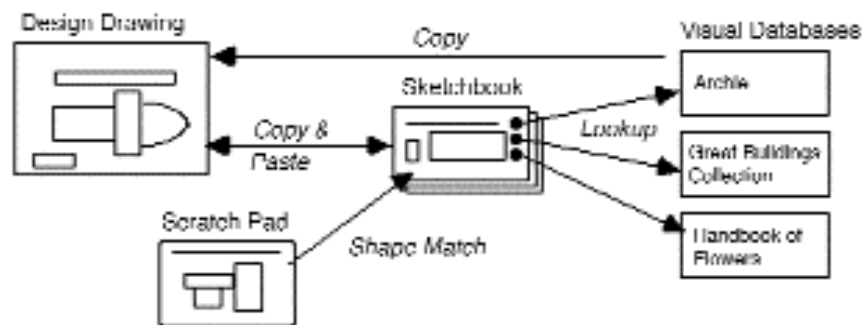 Design Drawing
Copy
Visual Databases
Sketchbook
Archie
Copy &
Paste
Lookup
Great Buildings
Collection
Scratch Pad
Shape Match
Handbook of
Flowers